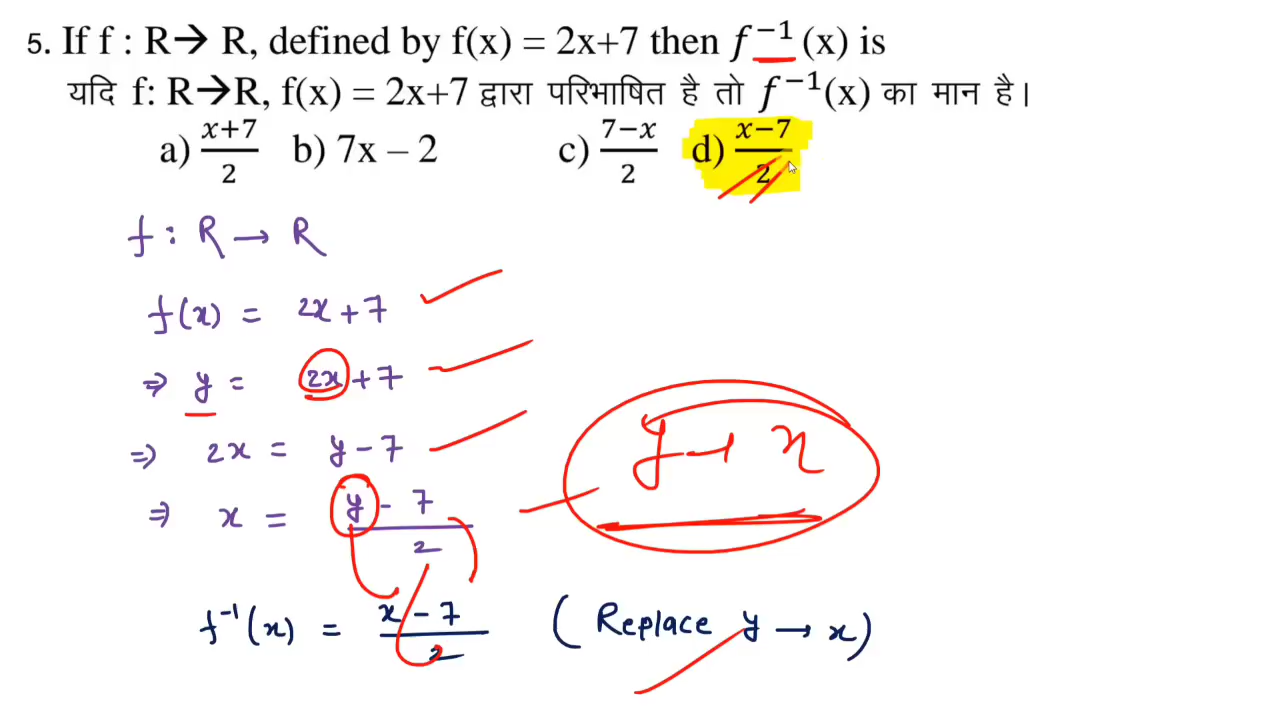 5. If f : R→ R, defined by f(x) = 2x+7 then f⁻¹(x) is
यदि f: R→R, f(x) = 2x+7 द्वारा परिभाषित है तो f⁻¹(x) का मान है।
a) (x+7)/2 b) 7x – 2 c) (7−x)/2 d) (x−7)/2
f : R → R
f(x) = 2x+7
⇒ y = 2x+7
⇒ 2x = y-7
⇒ x = (y-7)/2
y→x
f⁻¹(x) = (x-7)/2 (Replace y → x)